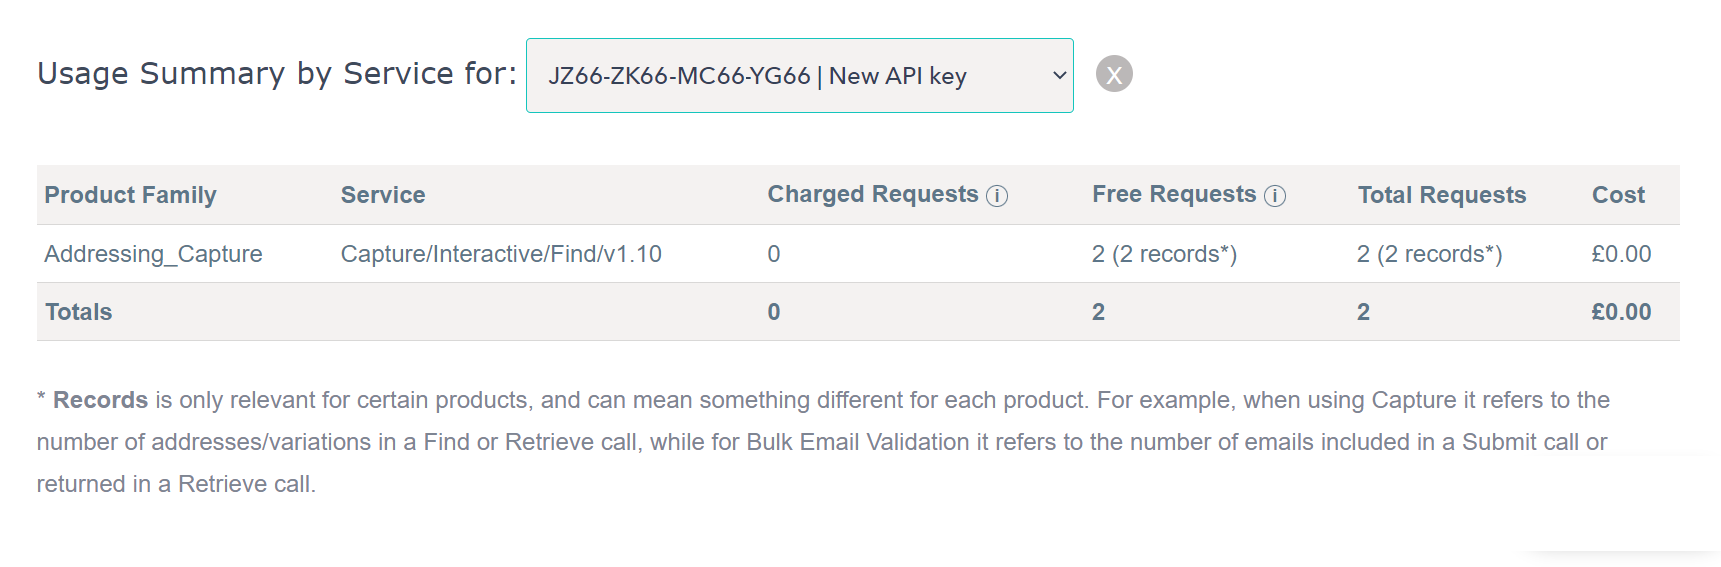 Usage Summary by Service for: JZ66-ZK66-MC66-YG66 | New API key X
Product Family Service Charged Requests i Free Requests i Total Requests Cost
Addressing_Capture Capture/Interactive/Find/v1.10 0 2 (2 records*) 2 (2 records*) £0.00
Totals 0 2 2 £0.00
* Records is only relevant for certain products, and can mean something different for each product. For example, when using Capture it refers to the
number of addresses/variations in a Find or Retrieve call, while for Bulk Email Validation it refers to the number of emails included in a Submit call or
returned in a Retrieve call.